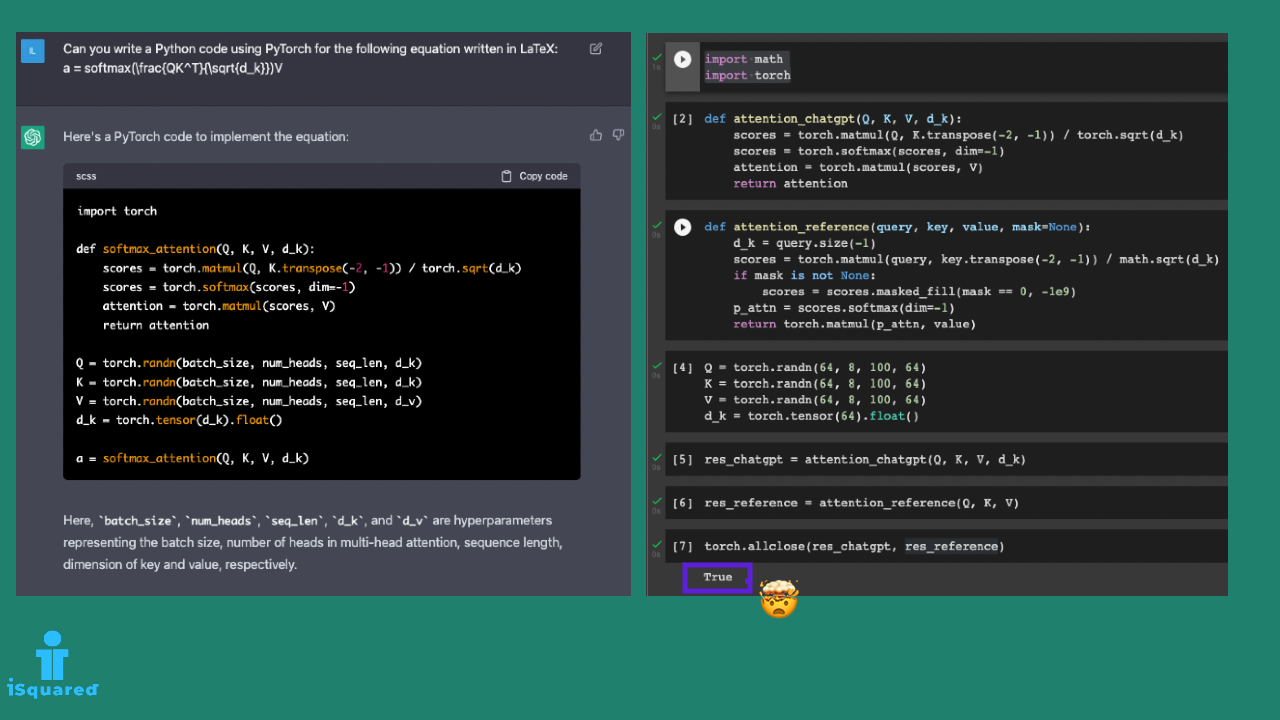 IL
Can you write a Python code using PyTorch for the following equation written in LaTeX:
a = softmax(\frac{QK^T}{\sqrt{d_k}})V
Here's a PyTorch code to implement the equation:
scss
Copy code
import torch
def softmax_attention(Q, K, V, d_k):
    scores = torch.matmul(Q, K.transpose(-2, -1)) / torch.sqrt(d_k)
    scores = torch.softmax(scores, dim=-1)
    attention = torch.matmul(scores, V)
    return attention
Q = torch.randn(batch_size, num_heads, seq_len, d_k)
K = torch.randn(batch_size, num_heads, seq_len, d_k)
V = torch.randn(batch_size, num_heads, seq_len, d_v)
d_k = torch.tensor(d_k).float()
a = softmax_attention(Q, K, V, d_k)
Here, `batch_size`, `num_heads`, `seq_len`, `d_k`, and `d_v` are hyperparameters
representing the batch size, number of heads in multi-head attention, sequence length,
dimension of key and value, respectively.
1s
import math
import torch
0s
[2] def attention_chatgpt(Q, K, V, d_k):
    scores = torch.matmul(Q, K.transpose(-2, -1)) / torch.sqrt(d_k)
    scores = torch.softmax(scores, dim=-1)
    attention = torch.matmul(scores, V)
    return attention
0s
def attention_reference(query, key, value, mask=None):
    d_k = query.size(-1)
    scores = torch.matmul(query, key.transpose(-2, -1)) / math.sqrt(d_k)
    if mask is not None:
        scores = scores.masked_fill(mask == 0, -1e9)
    p_attn = scores.softmax(dim=-1)
    return torch.matmul(p_attn, value)
0s
[4] Q = torch.randn(64, 8, 100, 64)
K = torch.randn(64, 8, 100, 64)
V = torch.randn(64, 8, 100, 64)
d_k = torch.tensor(64).float()
0s
[5] res_chatgpt = attention_chatgpt(Q, K, V, d_k)
0s
[6] res_reference = attention_reference(Q, K, V)
0s
[7] torch.allclose(res_chatgpt, res_reference)
0s
True
iSquared